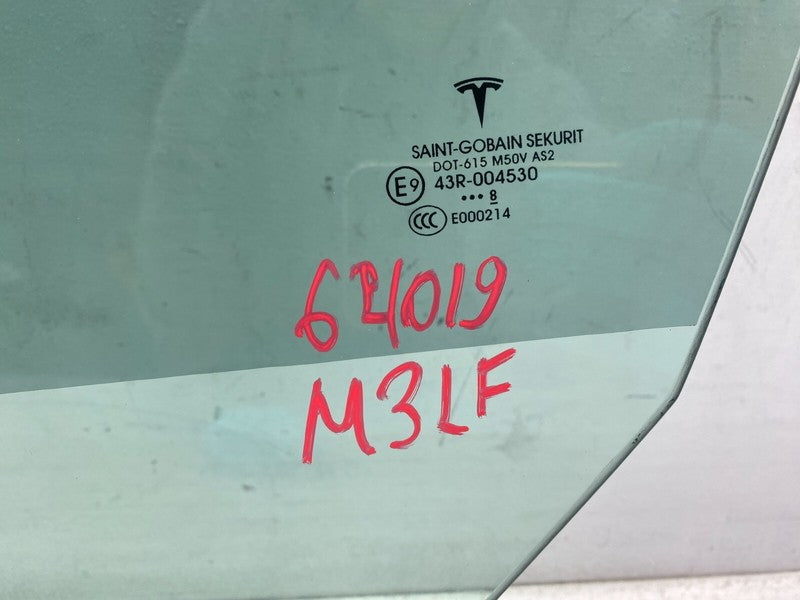 SAINT-GOBAIN SEKURIT
DOT-615 M50V AS2
E9 43R-004530
••• 8
CCC E000214
64019
M3LF